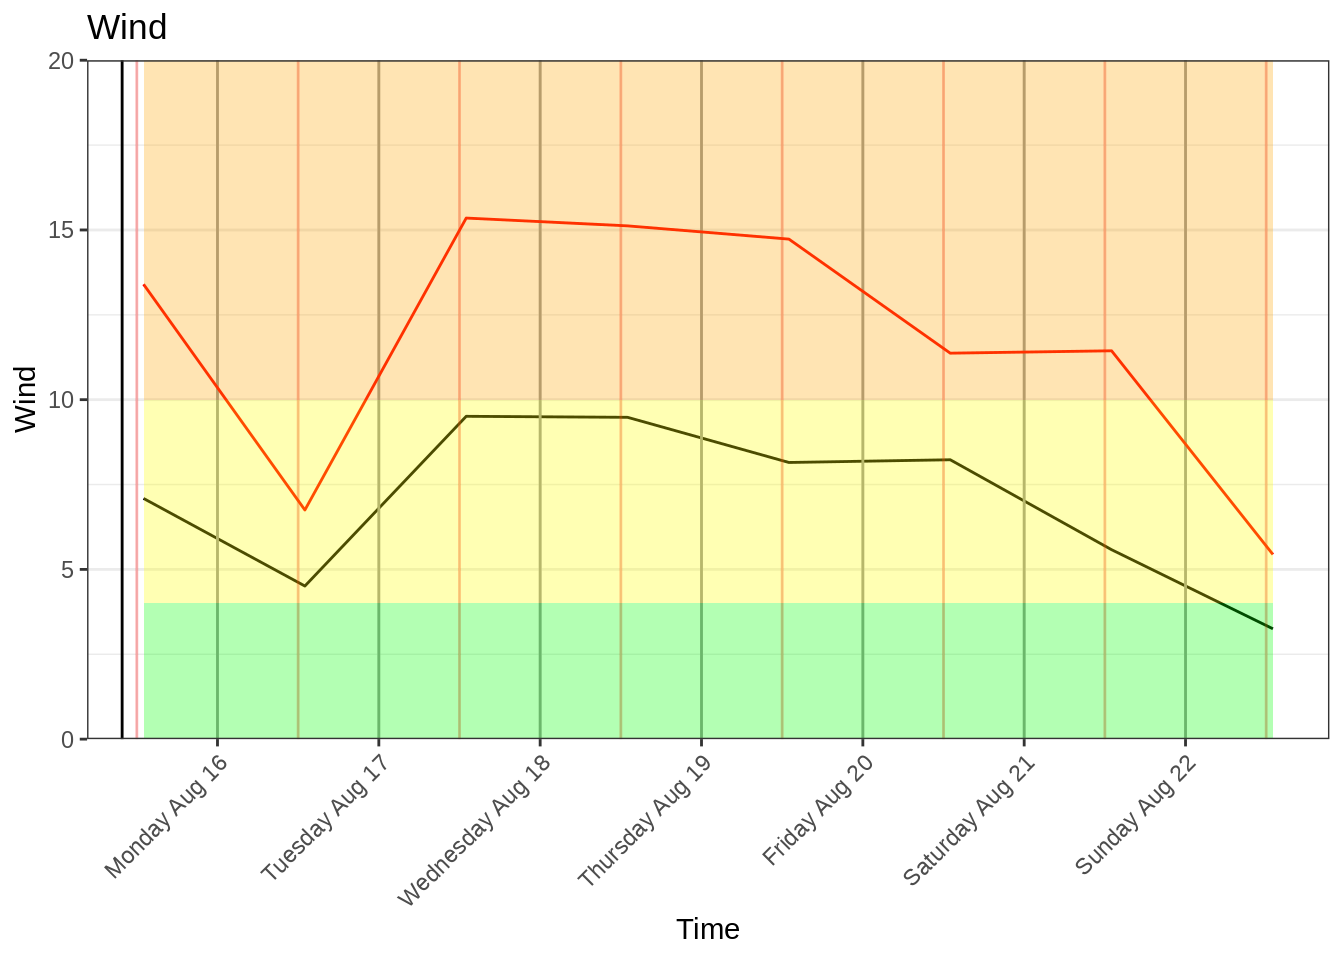 Wind
20
15
10
5
0
Wind
Monday Aug 16
Tuesday Aug 17
Wednesday Aug 18
Thursday Aug 19
Friday Aug 20
Saturday Aug 21
Sunday Aug 22
Time